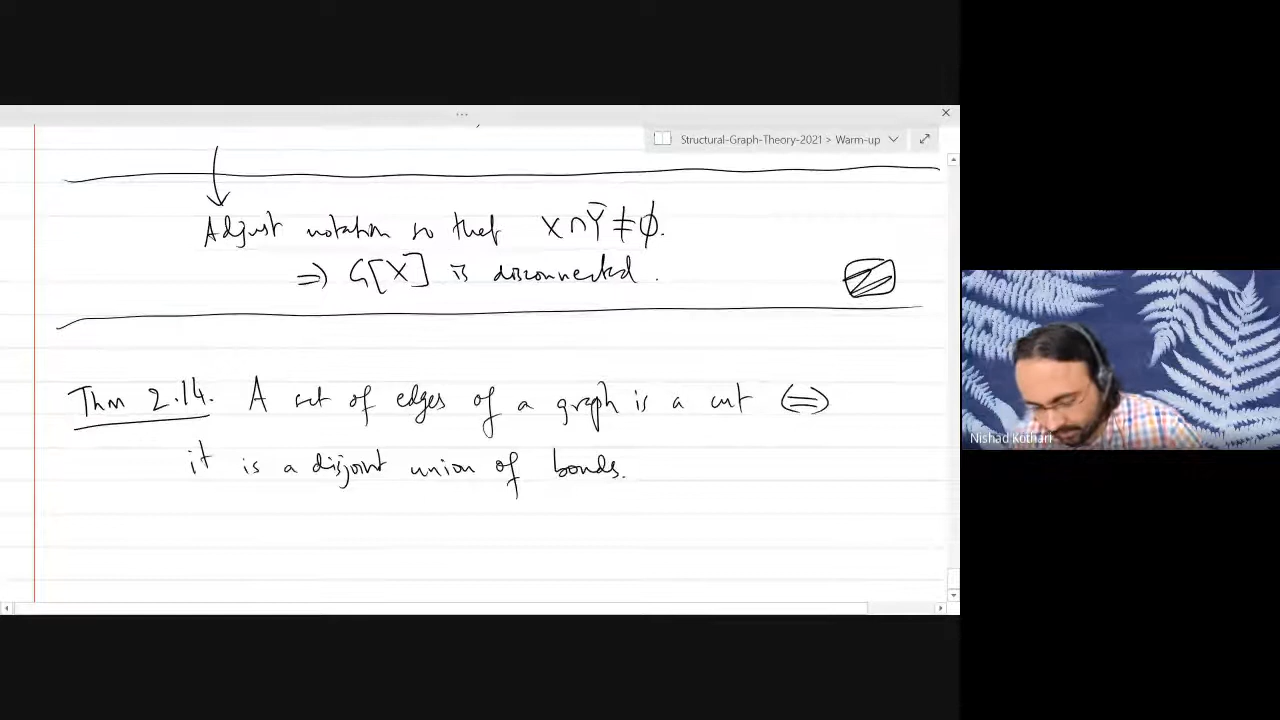 Structural-Graph-Theory-2021 > Warm-up
Adjust notation so that X∩Ȳ ≠ ϕ.
⇒ G[X] is disconnected.
Thm 2.14. A set of edges of a graph is a cut ⇔
it is a disjoint union of bonds.
Nishad Kothari